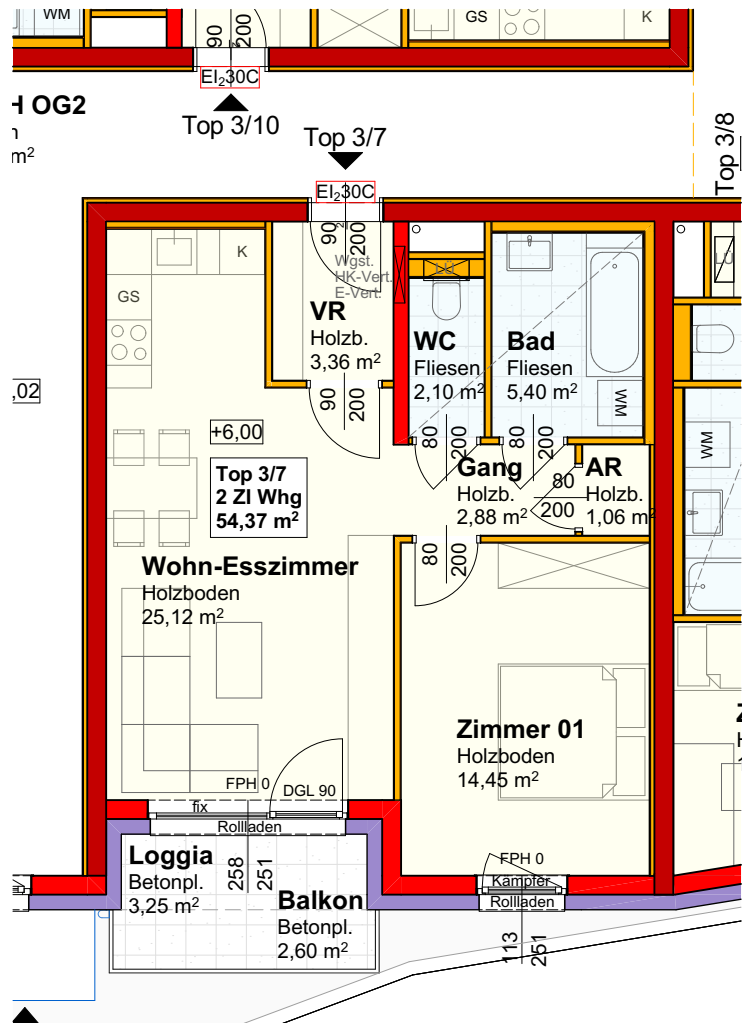 WM
90
200
GS
K
EI₂30C
H OG2
m²
Top 3/10
Top 3/7
Top 3/8
EI₂30C
90
200
Wgst.
HK-Vert.
E-Vert.
LÜ
LÜ
K
GS
VR
Holzb.
3,36 m²
WC
Fliesen
2,10 m²
Bad
Fliesen
5,40 m²
WM
,02
90
200
+6,00
80
200
80
200
WM
Top 3/7
2 ZI Whg
54,37 m²
Gang
Holzb.
2,88 m²
80
200
AR
Holzb.
1,06 m²
80
200
Wohn-Esszimmer
Holzboden
25,12 m²
Zimmer 01
Holzboden
14,45 m²
Z
FPH 0
DGL 90
fix
Rollladen
Loggia
Betonpl.
3,25 m²
258
251
Balkon
Betonpl.
2,60 m²
FPH 0
Kämpfer
Rollladen
113
251